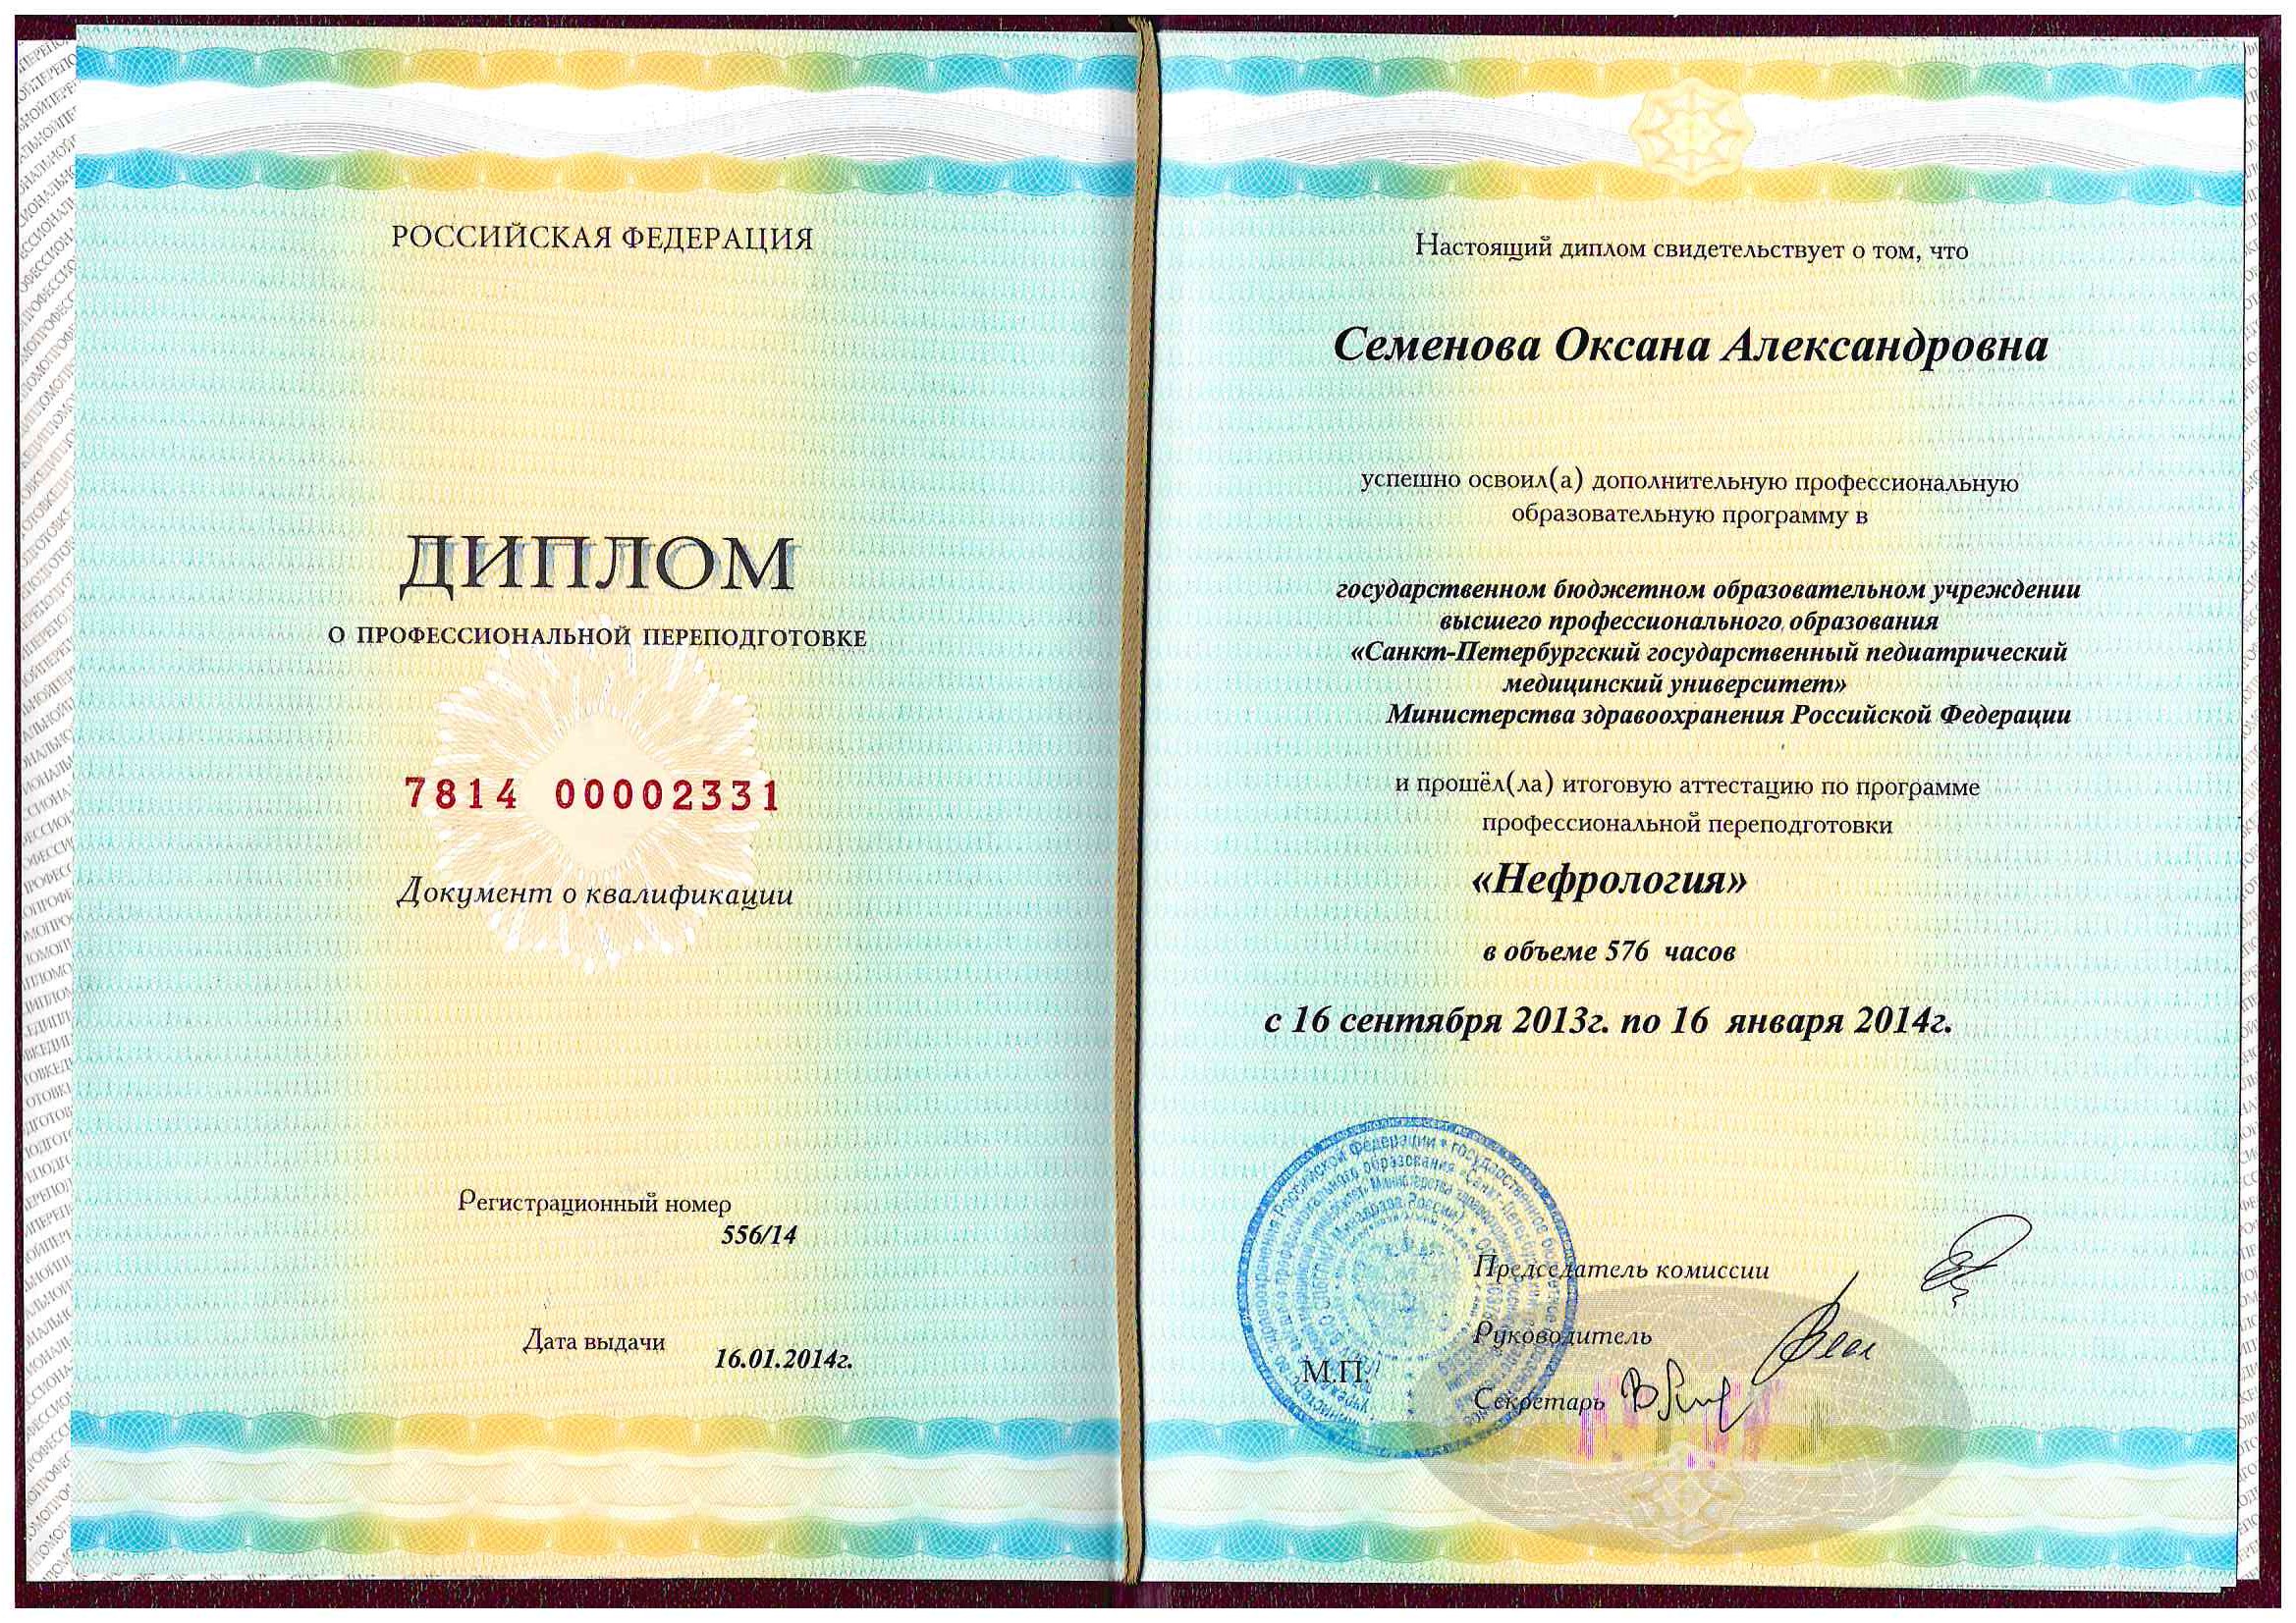 РОССИЙСКАЯ ФЕДЕРАЦИЯ
ДИПЛОМ
О ПРОФЕССИОНАЛЬНОЙ ПЕРЕПОДГОТОВКЕ
7814 00002331
Документ о квалификации
Регистрационный номер
556/14
Дата выдачи
16.01.2014г.
Настоящий диплом свидетельствует о том, что
Семенова Оксана Александровна
успешно освоил(а) дополнительную профессиональную
образовательную программу в
государственном бюджетном образовательном учреждении
высшего профессионального образования
«Санкт-Петербургский государственный педиатрический
медицинский университет»
Министерства здравоохранения Российской Федерации
и прошёл(ла) итоговую аттестацию по программе
профессиональной переподготовки
«Нефрология»
в объеме 576 часов
с 16 сентября 2013г. по 16 января 2014г.
Председатель комиссии
Руководитель
М.П.
Секретарь